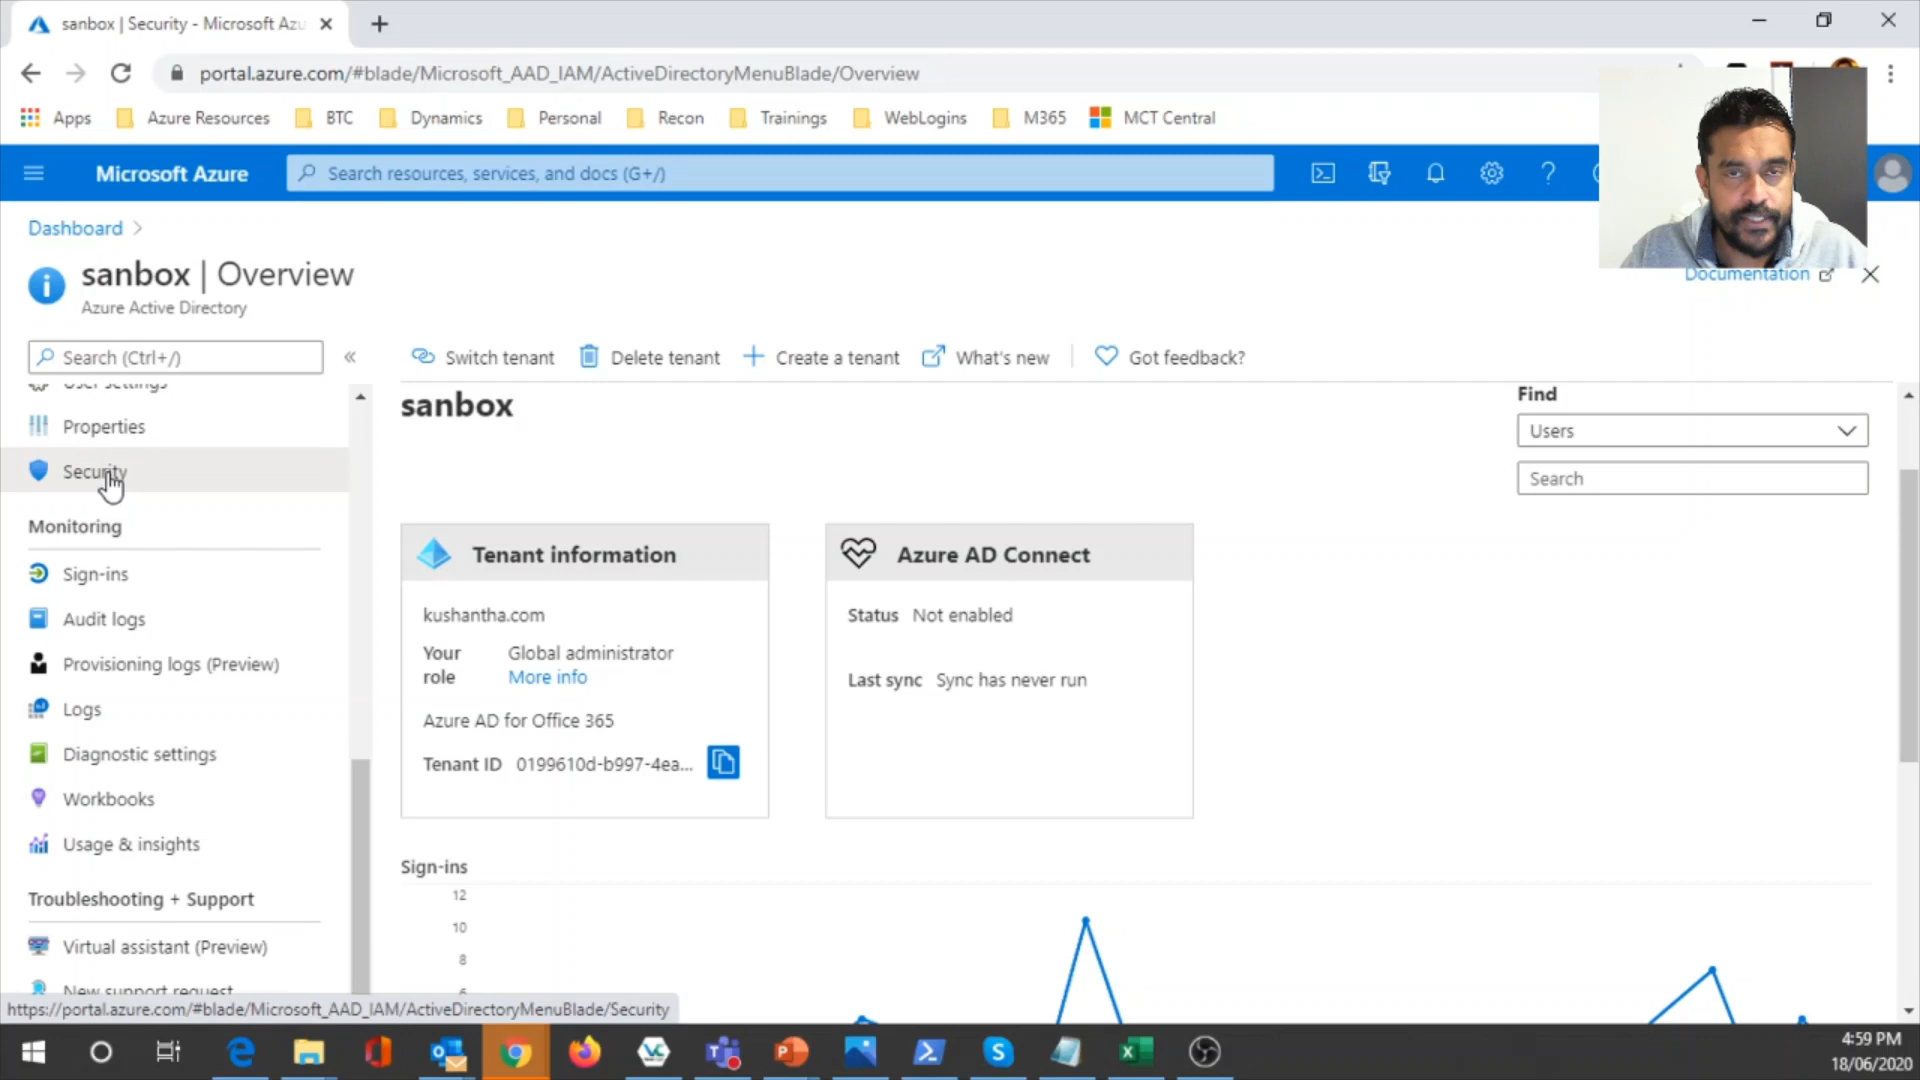 sanbox | Security - Microsoft Azu
portal.azure.com/#blade/Microsoft_AAD_IAM/ActiveDirectoryMenuBlade/Overview
Apps Azure Resources BTC Dynamics Personal Recon Trainings WebLogins M365 MCT Central
Microsoft Azure Search resources, services, and docs (G+/)
Dashboard
sanbox | Overview
Azure Active Directory
Documentation
Search (Ctrl+/)
Switch tenant Delete tenant Create a tenant What's new Got feedback?
User settings
Properties
Security
Monitoring
Sign-ins
Audit logs
Provisioning logs (Preview)
Logs
Diagnostic settings
Workbooks
Usage & insights
Troubleshooting + Support
Virtual assistant (Preview)
New support request
sanbox
Find
Users
Search
Tenant information
kushantha.com
Your role Global administrator
More info
Azure AD for Office 365
Tenant ID 0199610d-b997-4ea...
Azure AD Connect
Status Not enabled
Last sync Sync has never run
Sign-ins
12
10
8
6
https://portal.azure.com/#blade/Microsoft_AAD_IAM/ActiveDirectoryMenuBlade/Security
4:59 PM
18/06/2020